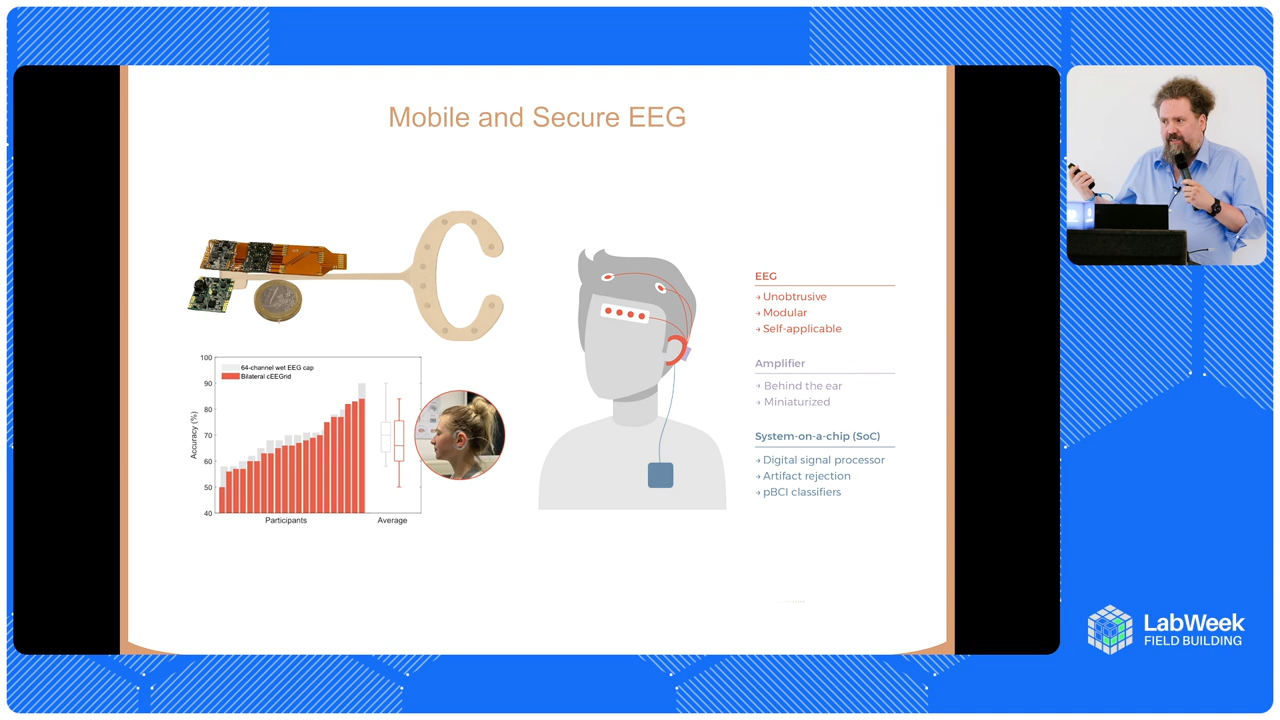 Mobile and Secure EEG
100
90
80
70
60
50
40
Accuracy (%)
64-channel wet EEG cap
Bilateral cEEGrid
Participants
Average
EEG
→ Unobtrusive
→ Modular
→ Self-applicable
Amplifier
→ Behind the ear
→ Miniaturized
System-on-a-chip (SoC)
→ Digital signal processor
→ Artifact rejection
→ pBCI classifiers
LabWeek
FIELD BUILDING